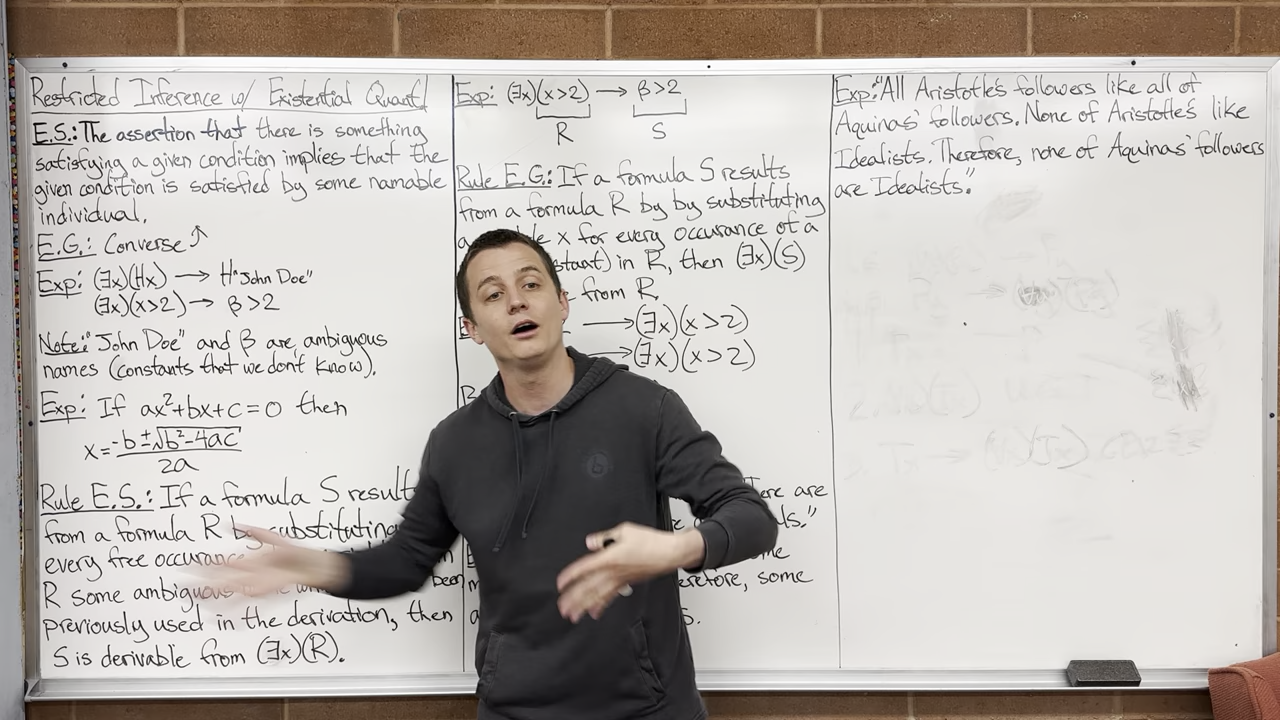 Restricted Inference w/ Existential Quant.
E.S.: The assertion that there is something
satisfying a given condition implies that the
given condition is satisfied by some namable
individual.
E.G.: Converse ↑
Exp: (∃x)(Hx) → H"John Doe"
(∃x)(x>2) → β>2
Note: "John Doe" and β are ambiguous
names (constants that we don't know).
Exp: If ax²+bx+c=0 then
x = -b±√b²-4ac
2a
Rule E.S.: If a formula S result
from a formula R by substituting
every free occurance
R some ambiguous been
previously used in the derivation, then
S is derivable from (∃x)(R).
Exp: (∃x)(x>2) → β>2
R S
Rule E.G.: If a formula S results
from a formula R by by substituting
a x for every occurance of a
in R, then (∃x)(S)
from R
→ (∃x)(x>2)
→ (∃x)(x>2)
are
."
erefore, some
s.
Exp: "All Aristotle's followers like all of
Aquinas' followers. None of Aristotle's like
Idealists. Therefore, none of Aquinas' followers
are Idealists."